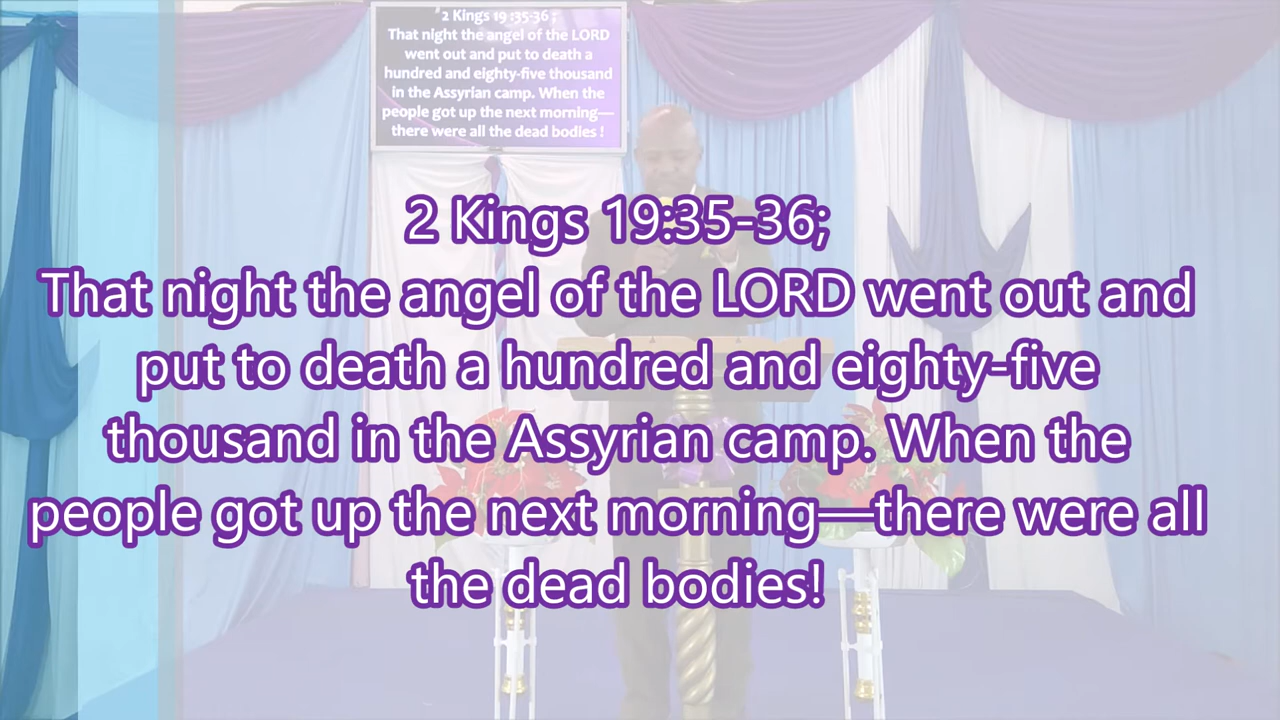 2 Kings 19 :35-36 ;
That night the angel of the LORD
went out and put to death a
hundred and eighty-five thousand
in the Assyrian camp. When the
people got up the next morning—
there were all the dead bodies !
2 Kings 19:35-36;
That night the angel of the LORD went out and
put to death a hundred and eighty-five
thousand in the Assyrian camp. When the
people got up the next morning—there were all
the dead bodies!